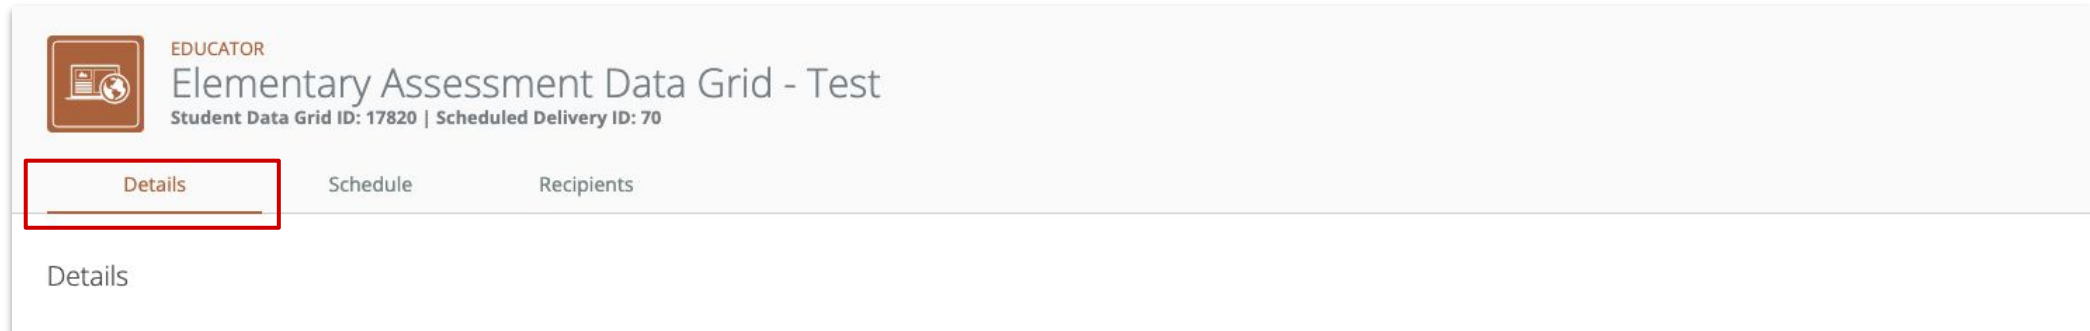 EDUCATOR
Elementary Assessment Data Grid - Test
Student Data Grid ID: 17820 | Scheduled Delivery ID: 70
Details Schedule Recipients
Details